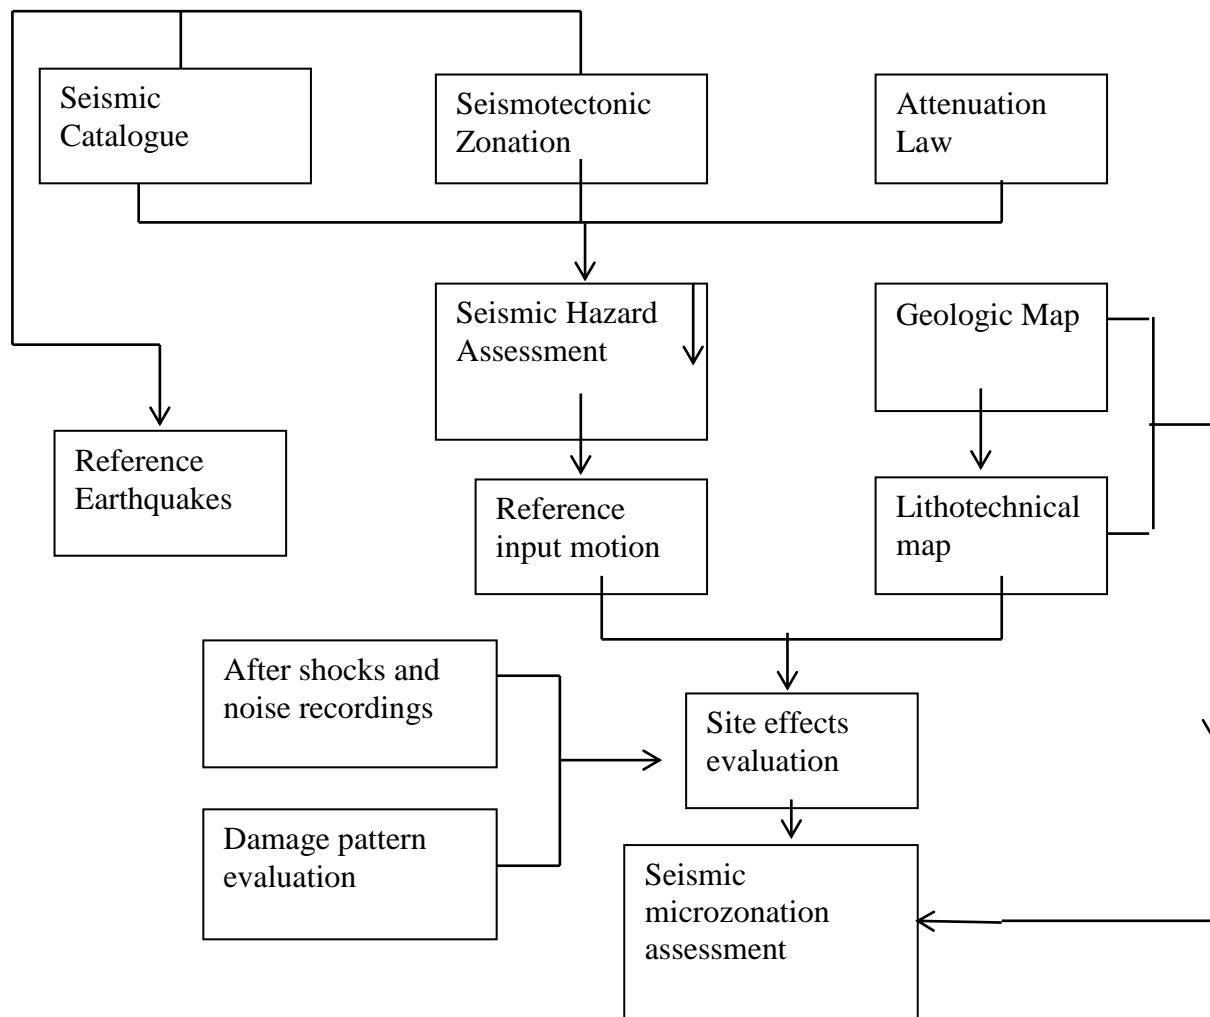 Seismic
Catalogue
Seismotectonic
Zonation
Attenuation
Law
Seismic Hazard
Assessment
Geologic Map
Reference
Earthquakes
Reference
input motion
Lithotechnical
map
After shocks and
noise recordings
Site effects
evaluation
Damage pattern
evaluation
Seismic
microzonation
assessment